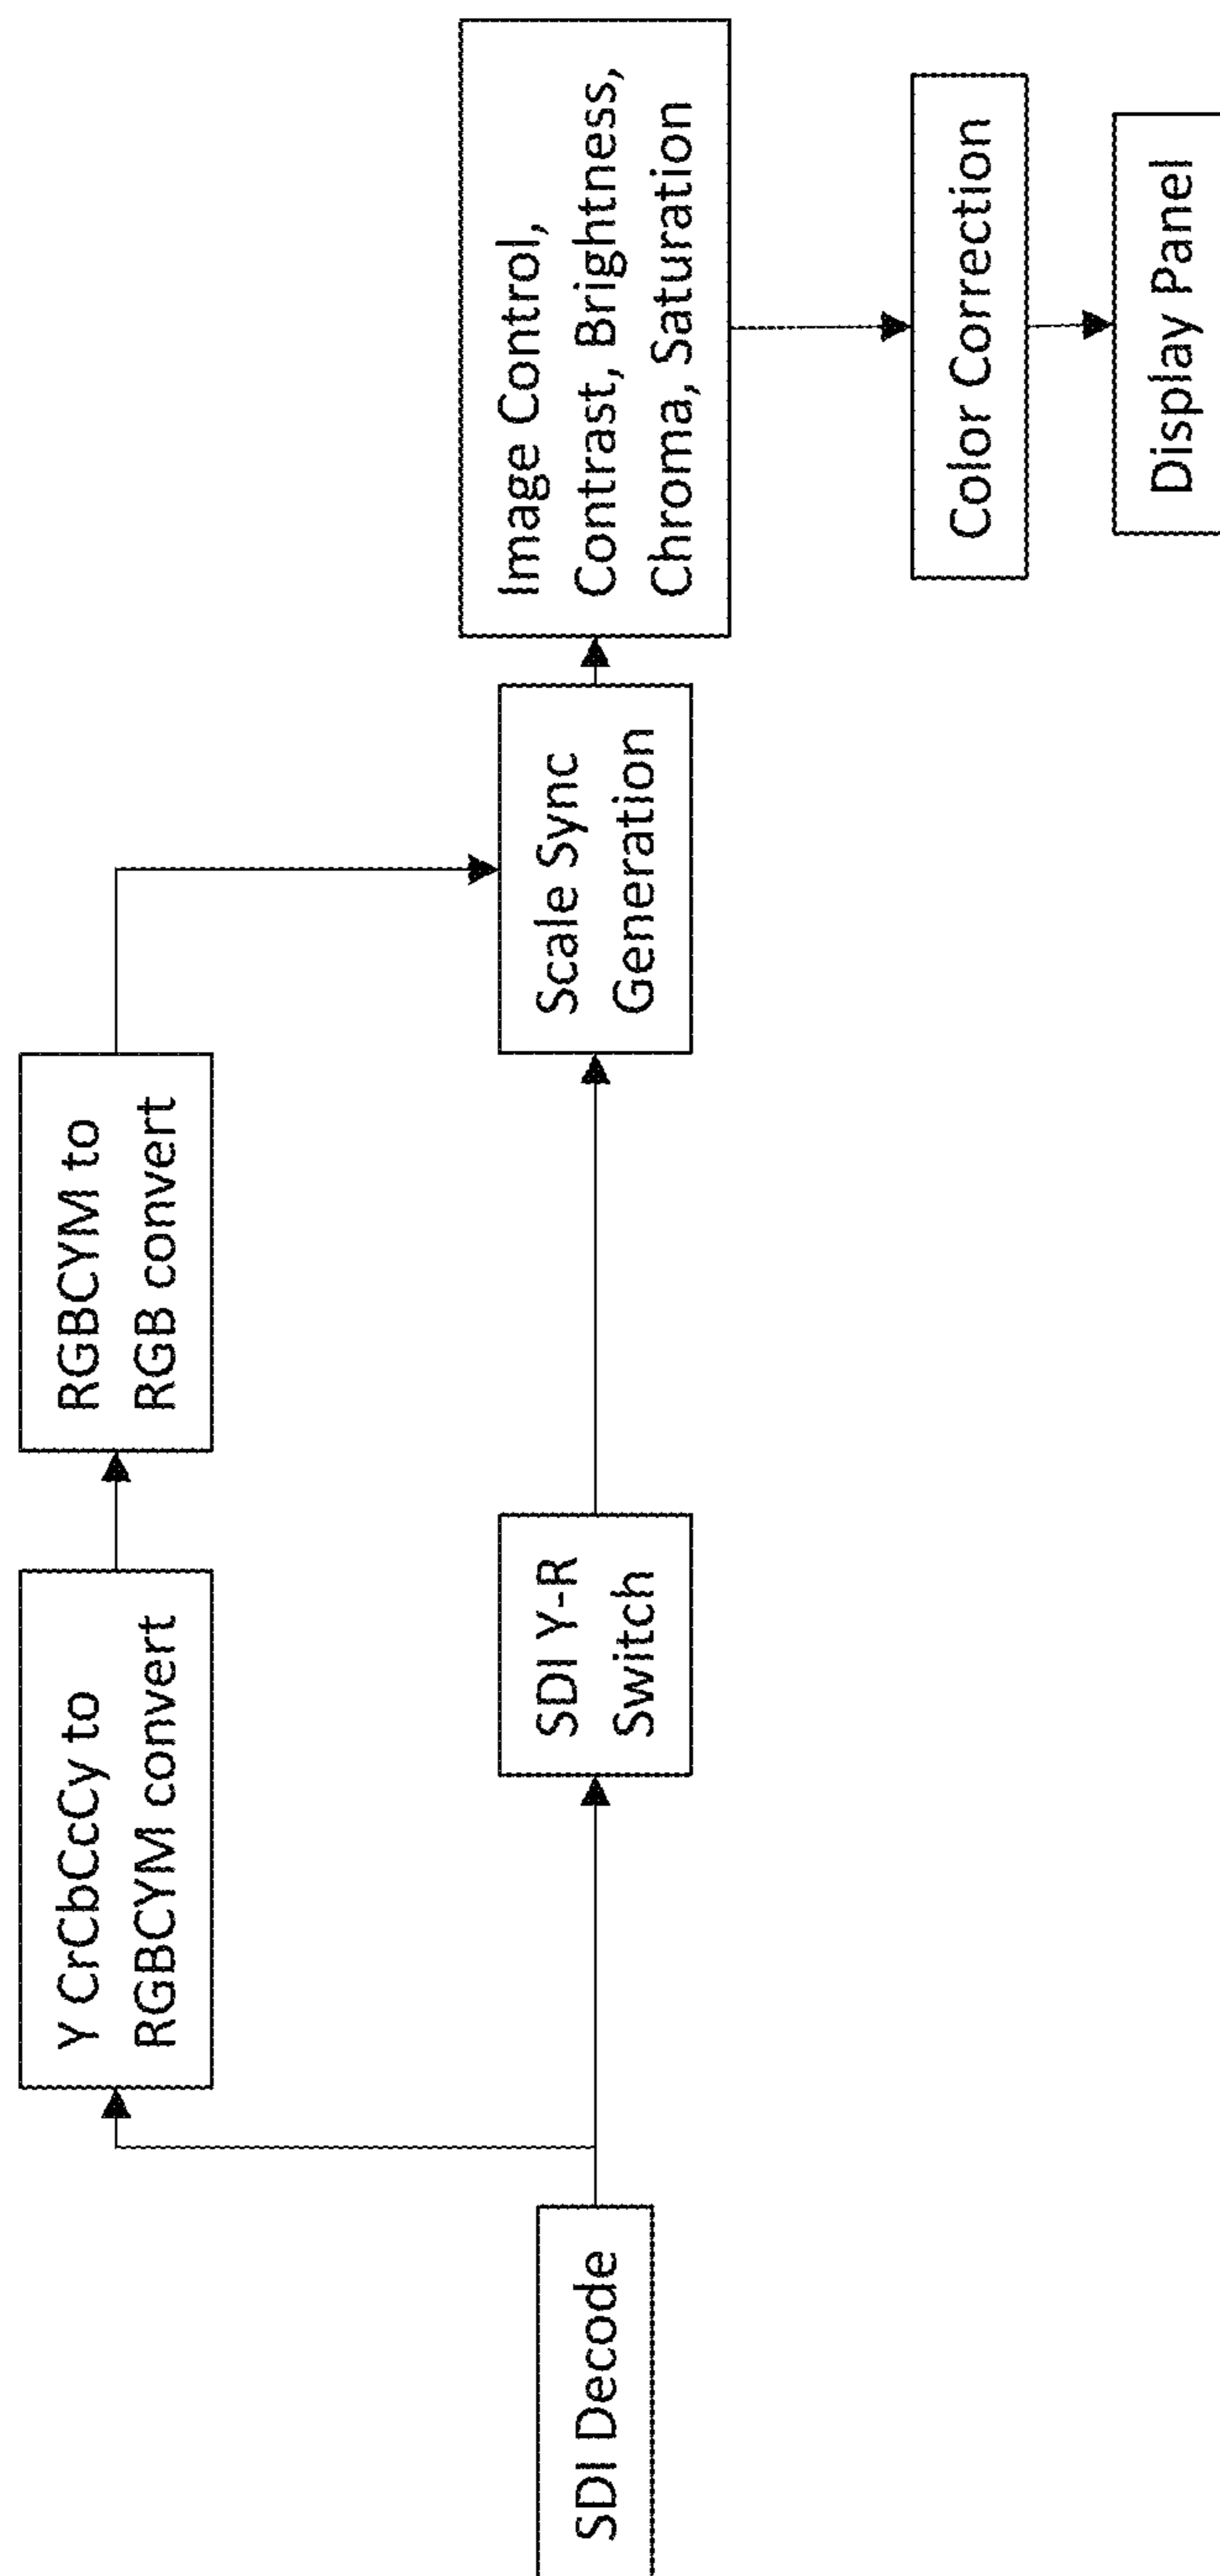 SDI Decode
Y CrCbCcCy to
RGBCYM convert
RGBCYM to
RGB convert
SDI Y-R
Switch
Scale Sync
Generation
Image Control,
Contrast, Brightness,
Chroma, Saturation
Color Correction
Display Panel